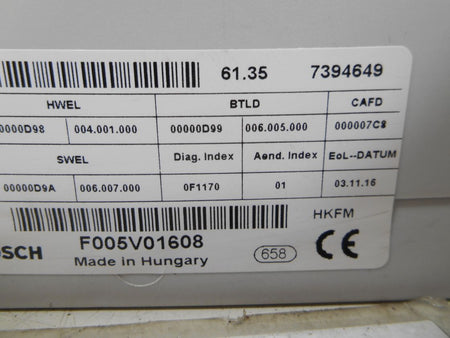 61.35 7394649
HWEL BTLD CAFD
0000D98 004.001.000 00000D99 006.005.000 000007C8
SWEL Diag. Index Aend. Index EoL--DATUM
00000D9A 006.007.000 0F1170 01 03.11.16
HKFM
OSCH F005V01608 658 CE
Made in Hungary